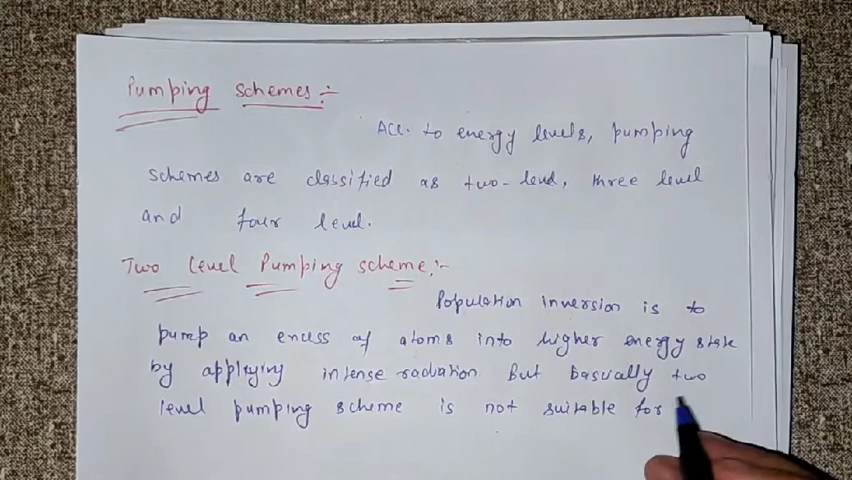 Pumping schemes :-
Acc. to energy levels, pumping
schemes are classified as two-level, three level
and four level.
Two level Pumping scheme :-
Population inversion is to
pump an excess of atoms into higher energy state
by applying intense radiation But basually two
level pumping scheme is not suitable for